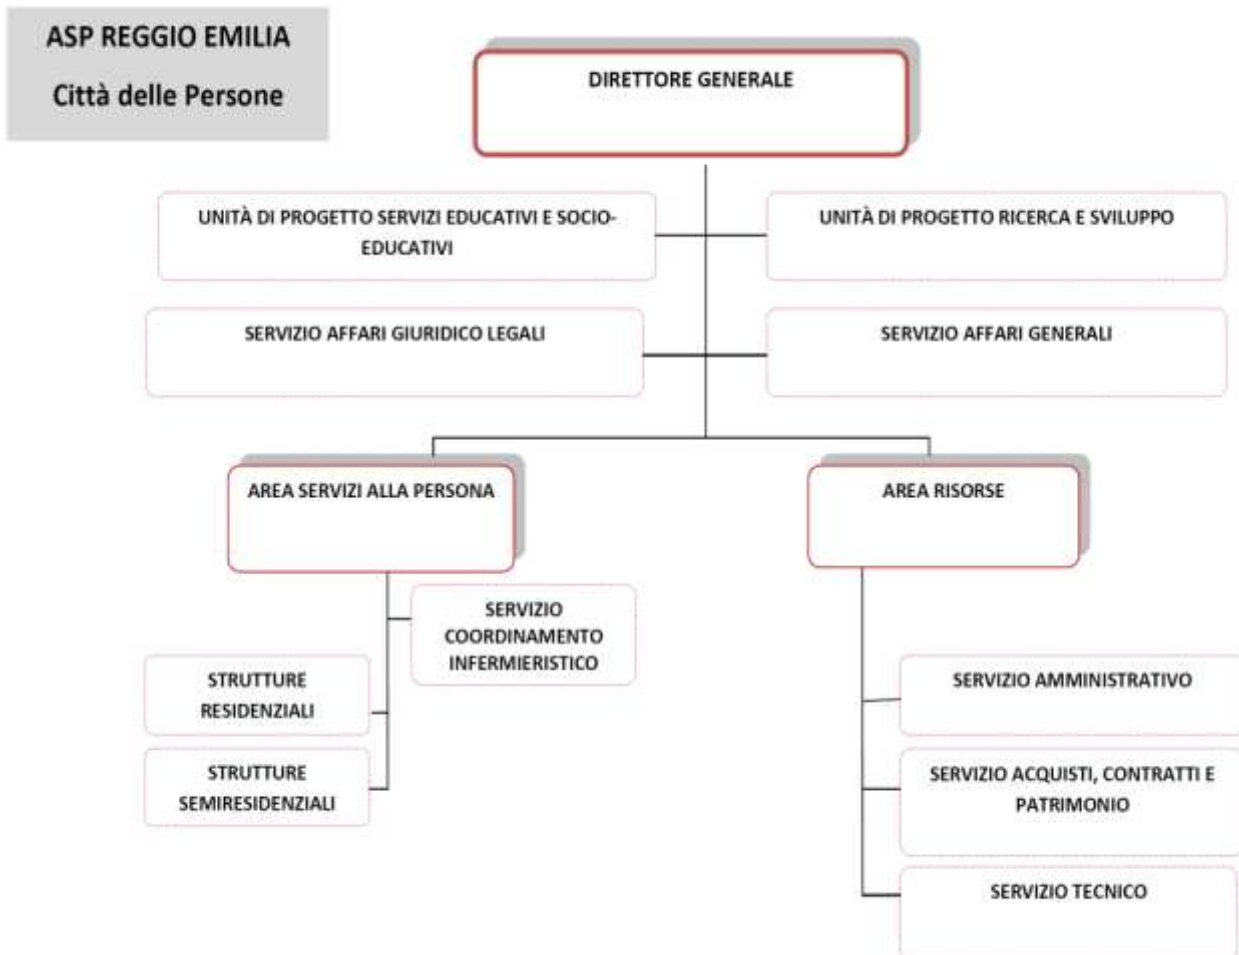 ASP REGGIO EMILIA
Città delle Persone
DIRETTORE GENERALE
UNITÀ DI PROGETTO SERVIZI EDUCATIVI E SOCIO-
EDUCATIVI
UNITÀ DI PROGETTO RICERCA E SVILUPPO
SERVIZIO AFFARI GIURIDICO LEGALI
SERVIZIO AFFARI GENERALI
AREA SERVIZI ALLA PERSONA
AREA RISORSE
SERVIZIO
COORDINAMENTO
INFERMIERISTICO
STRUTTURE
RESIDENZIALI
STRUTTURE
SEMIRESIDENZIALI
SERVIZIO AMMINISTRATIVO
SERVIZIO ACQUISTI, CONTRATTI E
PATRIMONIO
SERVIZIO TECNICO